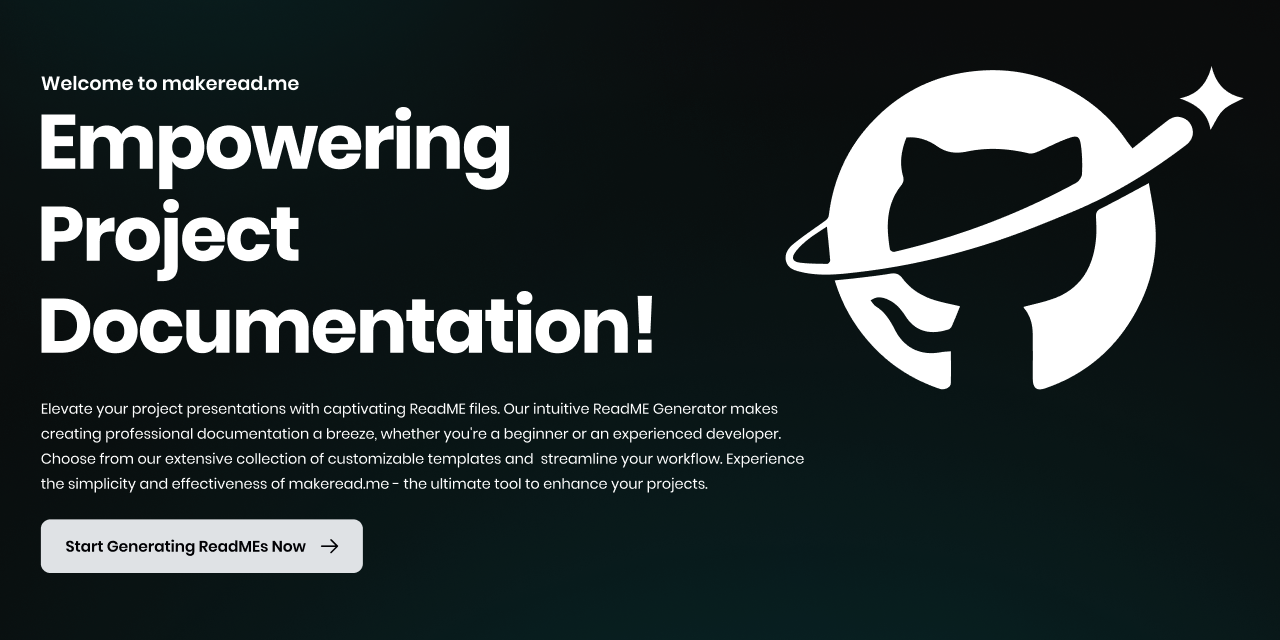 Welcome to makeread.me
Empowering
Project
Documentation!
Elevate your project presentations with captivating ReadME files. Our intuitive ReadME Generator makes
creating professional documentation a breeze, whether you're a beginner or an experienced developer.
Choose from our extensive collection of customizable templates and  streamline your workflow. Experience
the simplicity and effectiveness of makeread.me - the ultimate tool to enhance your projects.
Start Generating ReadMEs Now →